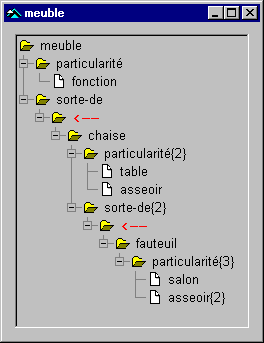 meuble
meuble
particularité
fonction
sorte-de
<--
chaise
particularité{2}
table
asseoir
sorte-de{2}
<--
fauteuil
particularité{3}
salon
asseoir{2}